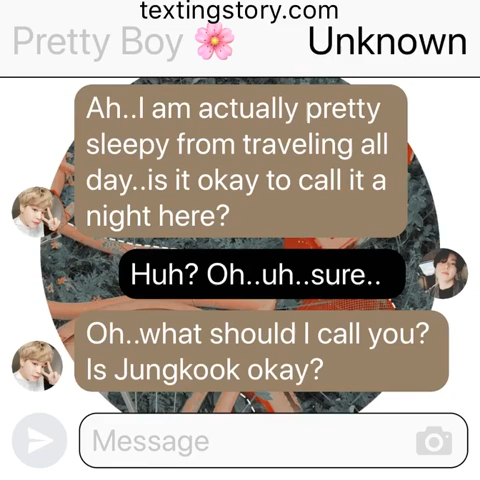 textingstory.com
Pretty Boy 🌸 Unknown
Ah..I am actually pretty
sleepy from traveling all
day..is it okay to call it a
night here?
Huh? Oh..uh..sure..
Oh..what should I call you?
Is Jungkook okay?
Message